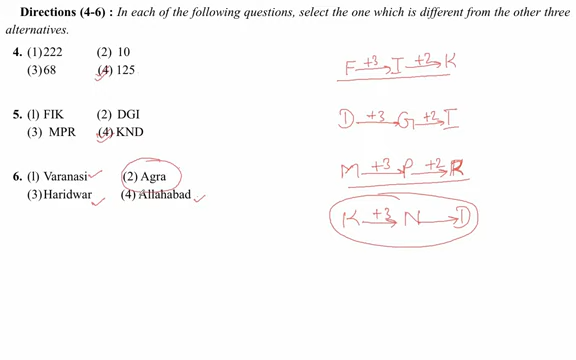 Directions (4-6) : In each of the following questions, select the one which is different from the other three
alternatives.
4. (1) 222 (2) 10
(3) 68 (4) 125
5. (l) FIK (2) DGI
(3) MPR (4) KND
6. (l) Varanasi (2) Agra
(3) Haridwar (4) Allahabad
F +3 I +2 K
D +3 G +2 I
M +3 P +2 R
K +3 N D